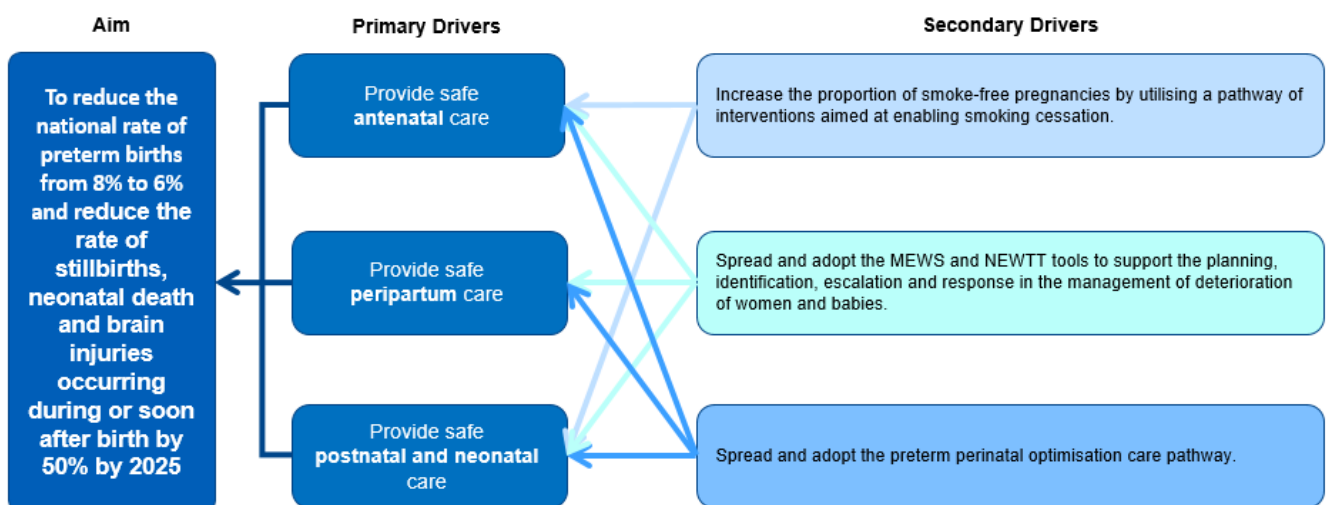 Aim
Primary Drivers
Secondary Drivers
To reduce the
national rate of
preterm births
from 8% to 6%
and reduce the
rate of
stillbirths,
neonatal death
and brain
injuries
occurring
during or soon
after birth by
50% by 2025
Provide safe
antenatal care
Provide safe
peripartum care
Provide safe
postnatal and neonatal
care
Increase the proportion of smoke-free pregnancies by utilising a pathway of
interventions aimed at enabling smoking cessation.
Spread and adopt the MEWS and NEWTT tools to support the planning,
identification, escalation and response in the management of deterioration
of women and babies.
Spread and adopt the preterm perinatal optimisation care pathway.